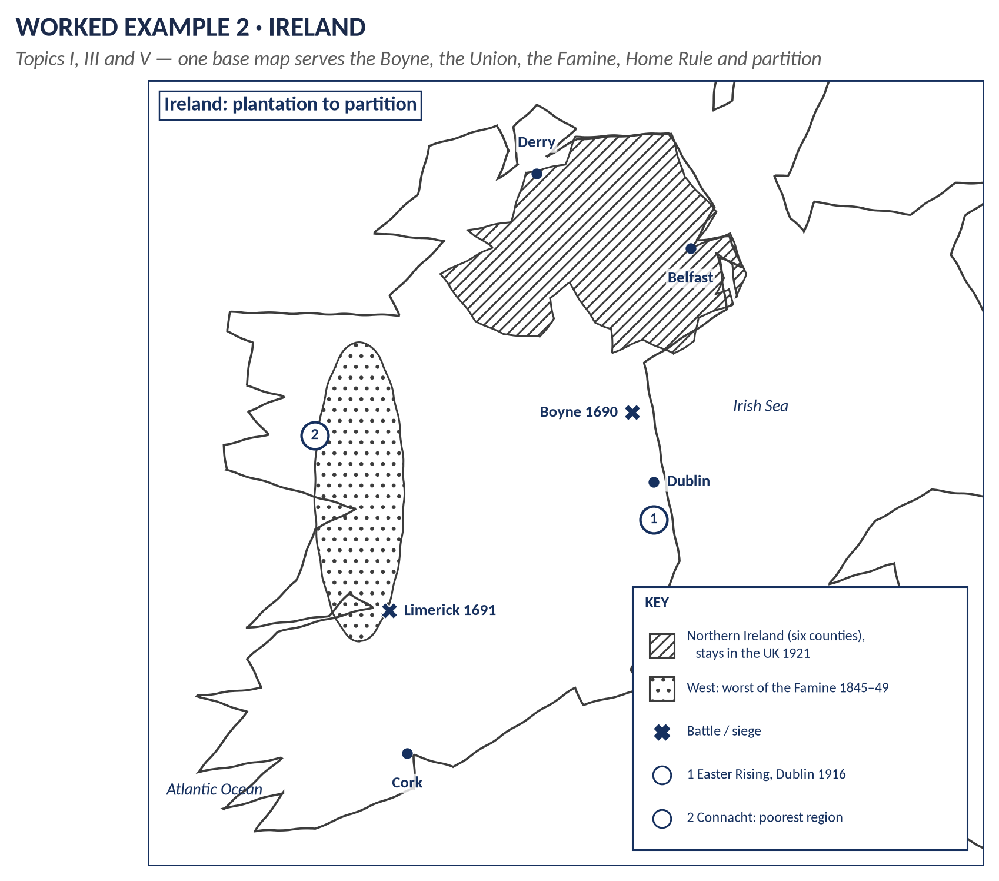 WORKED EXAMPLE 2 · IRELAND
Topics I, III and V — one base map serves the Boyne, the Union, the Famine, Home Rule and partition
Ireland: plantation to partition
Derry
Belfast
Boyne 1690
Irish Sea
2
Dublin
1
Limerick 1691
Cork
Atlantic Ocean
KEY
Northern Ireland (six counties),
stays in the UK 1921
West: worst of the Famine 1845–49
Battle / siege
1 Easter Rising, Dublin 1916
2 Connacht: poorest region